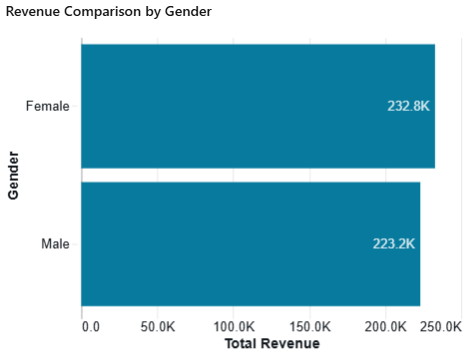 Revenue Comparison by Gender
Gender
Female
232.8K
Male
223.2K
0.0 50.0K 100.0K 150.0K 200.0K 250.0K
Total Revenue